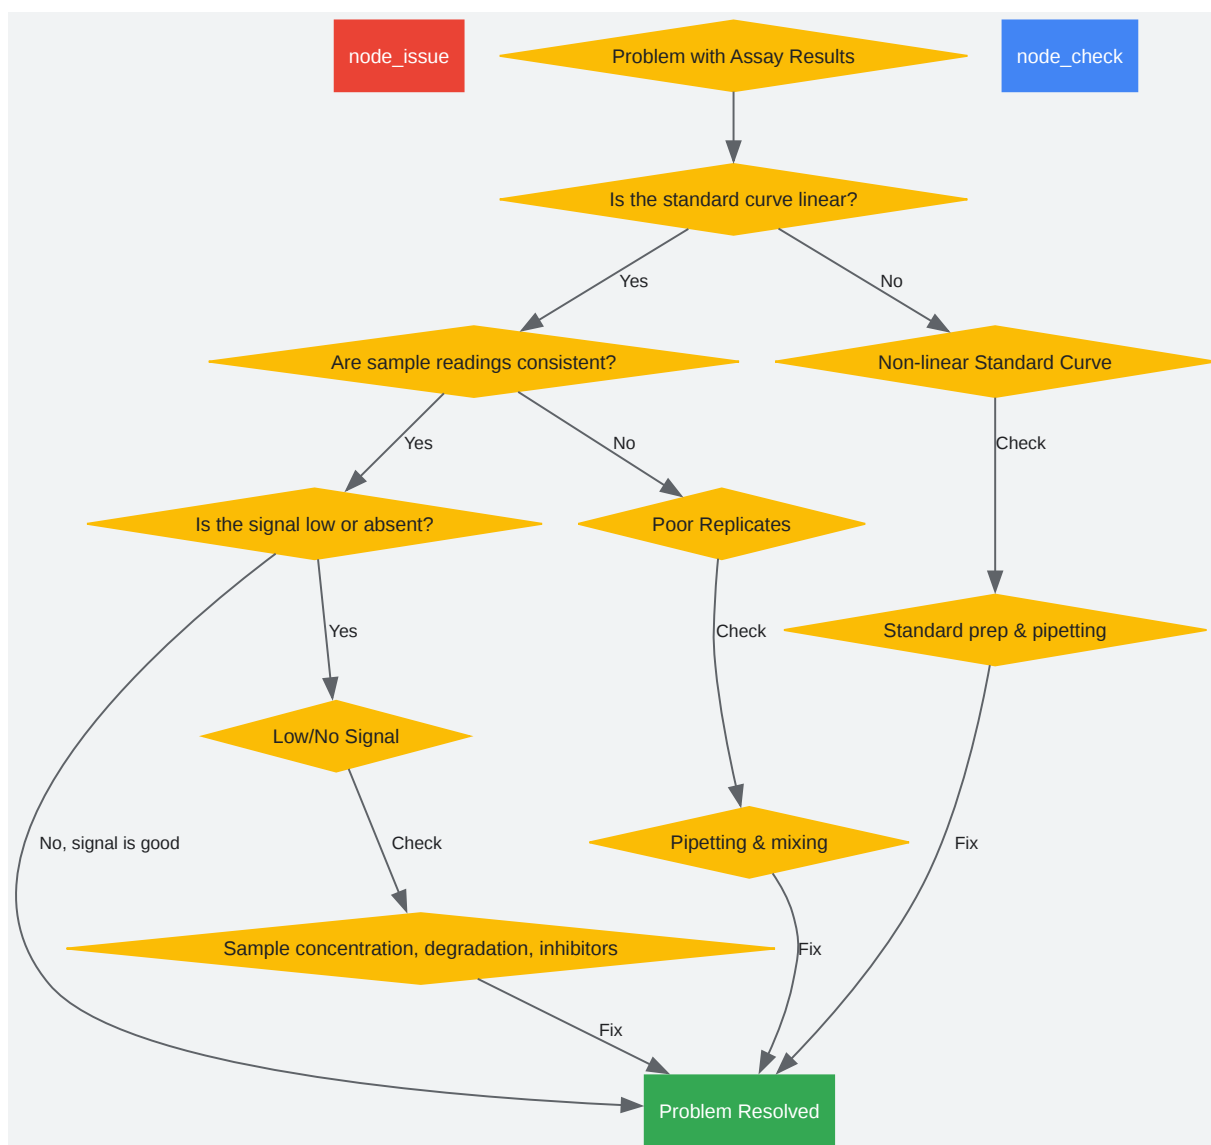 node_issue
Problem with Assay Results
node_check
Is the standard curve linear?
Yes
No
Are sample readings consistent?
Non-linear Standard Curve
Yes
No
Check
Is the signal low or absent?
Poor Replicates
Yes
Check
Standard prep & pipetting
Low/No Signal
No, signal is good
Check
Pipetting & mixing
Fix
Sample concentration, degradation, inhibitors
Fix
Fix
Problem Resolved